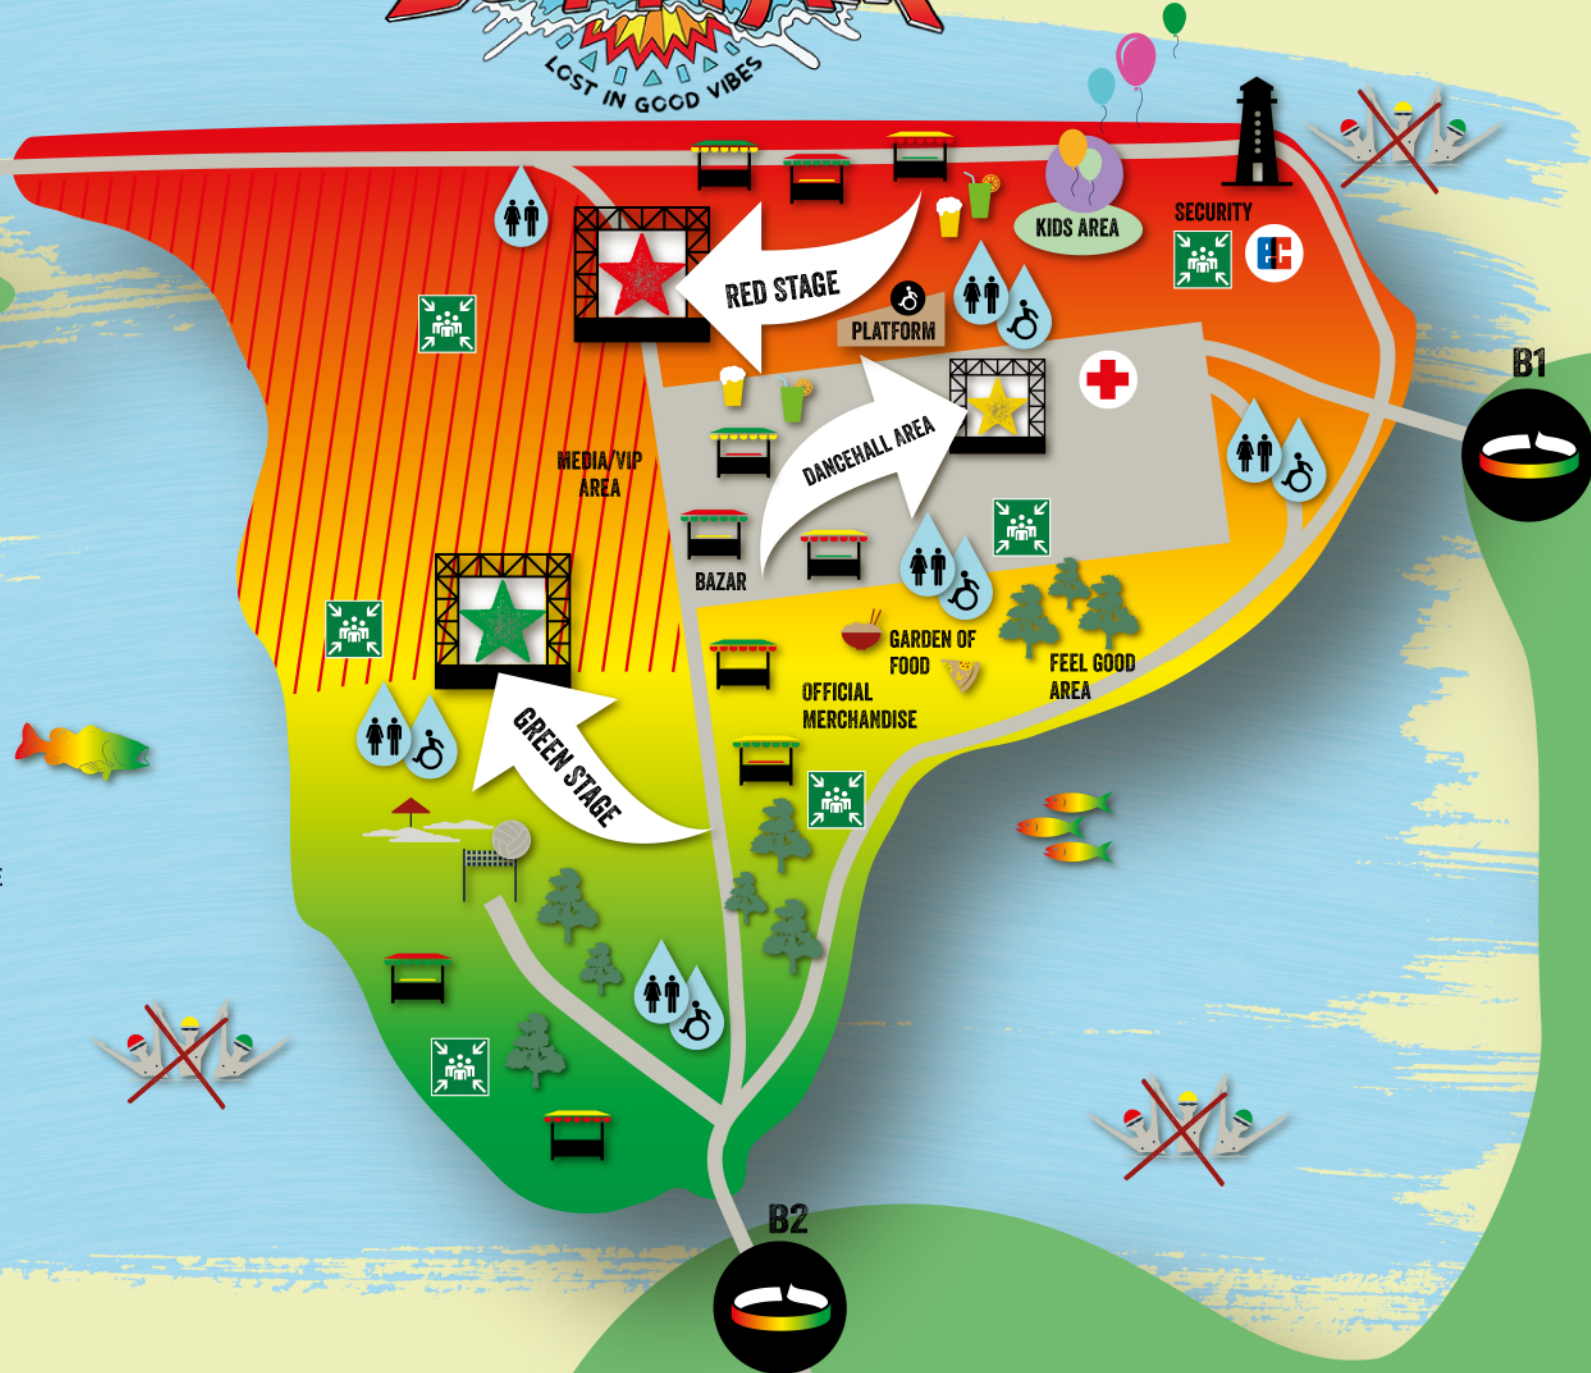 LOST IN GOOD VIBES
SECURITY
KIDS AREA
ec
RED STAGE
PLATFORM
B1
DANCEHALL AREA
MEDIA/VIP
AREA
BAZAR
GARDEN OF
FOOD
FEEL GOOD
AREA
OFFICIAL
MERCHANDISE
GREEN STAGE
B2